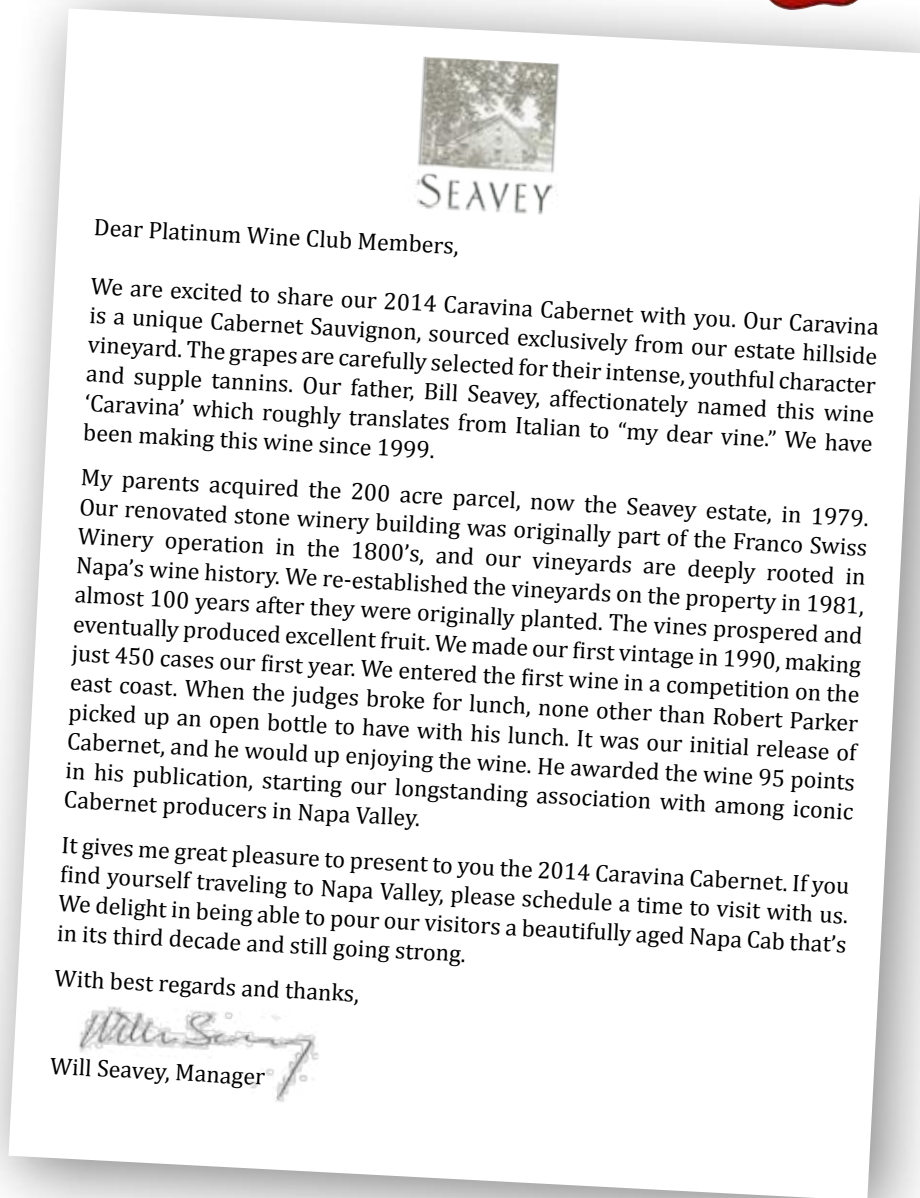 SEAVEY
Dear Platinum Wine Club Members,
We are excited to share our 2014 Caravina Cabernet with you. Our Caravina
is a unique Cabernet Sauvignon, sourced exclusively from our estate hillside
vineyard. The grapes are carefully selected for their intense, youthful character
and supple tannins. Our father, Bill Seavey, affectionately named this wine
‘Caravina’ which roughly translates from Italian to “my dear vine.” We have
been making this wine since 1999.
My parents acquired the 200 acre parcel, now the Seavey estate, in 1979.
Our renovated stone winery building was originally part of the Franco Swiss
Winery operation in the 1800’s, and our vineyards are deeply rooted in
Napa’s wine history. We re-established the vineyards on the property in 1981,
almost 100 years after they were originally planted. The vines prospered and
eventually produced excellent fruit. We made our first vintage in 1990, making
just 450 cases our first year. We entered the first wine in a competition on the
east coast. When the judges broke for lunch, none other than Robert Parker
picked up an open bottle to have with his lunch. It was our initial release of
Cabernet, and he would up enjoying the wine. He awarded the wine 95 points
in his publication, starting our longstanding association with among iconic
Cabernet producers in Napa Valley.
It gives me great pleasure to present to you the 2014 Caravina Cabernet. If you
find yourself traveling to Napa Valley, please schedule a time to visit with us.
We delight in being able to pour our visitors a beautifully aged Napa Cab that’s
in its third decade and still going strong.
With best regards and thanks,
Will Seavey
Will Seavey, Manager